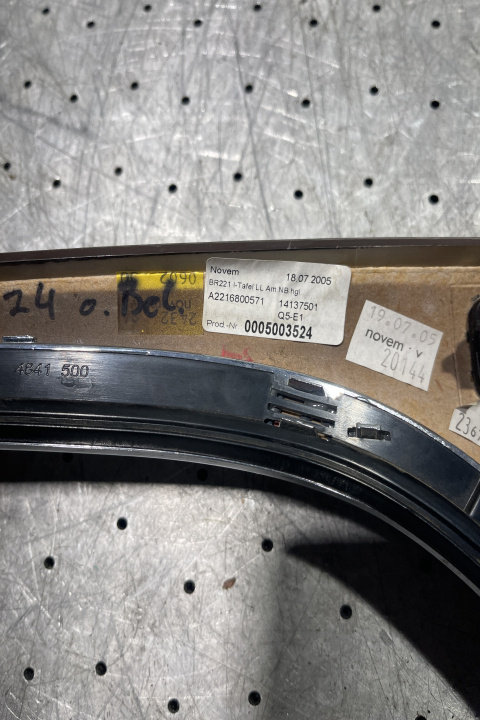 Novem 18.07.2005
BR221 I-Tafel LL Am.NB hgl
A2216800571 14137501
Q5-E1
Prod.-Nr 0005003524
24 o. Bel.
19.07.05
novem
20144
4641 500